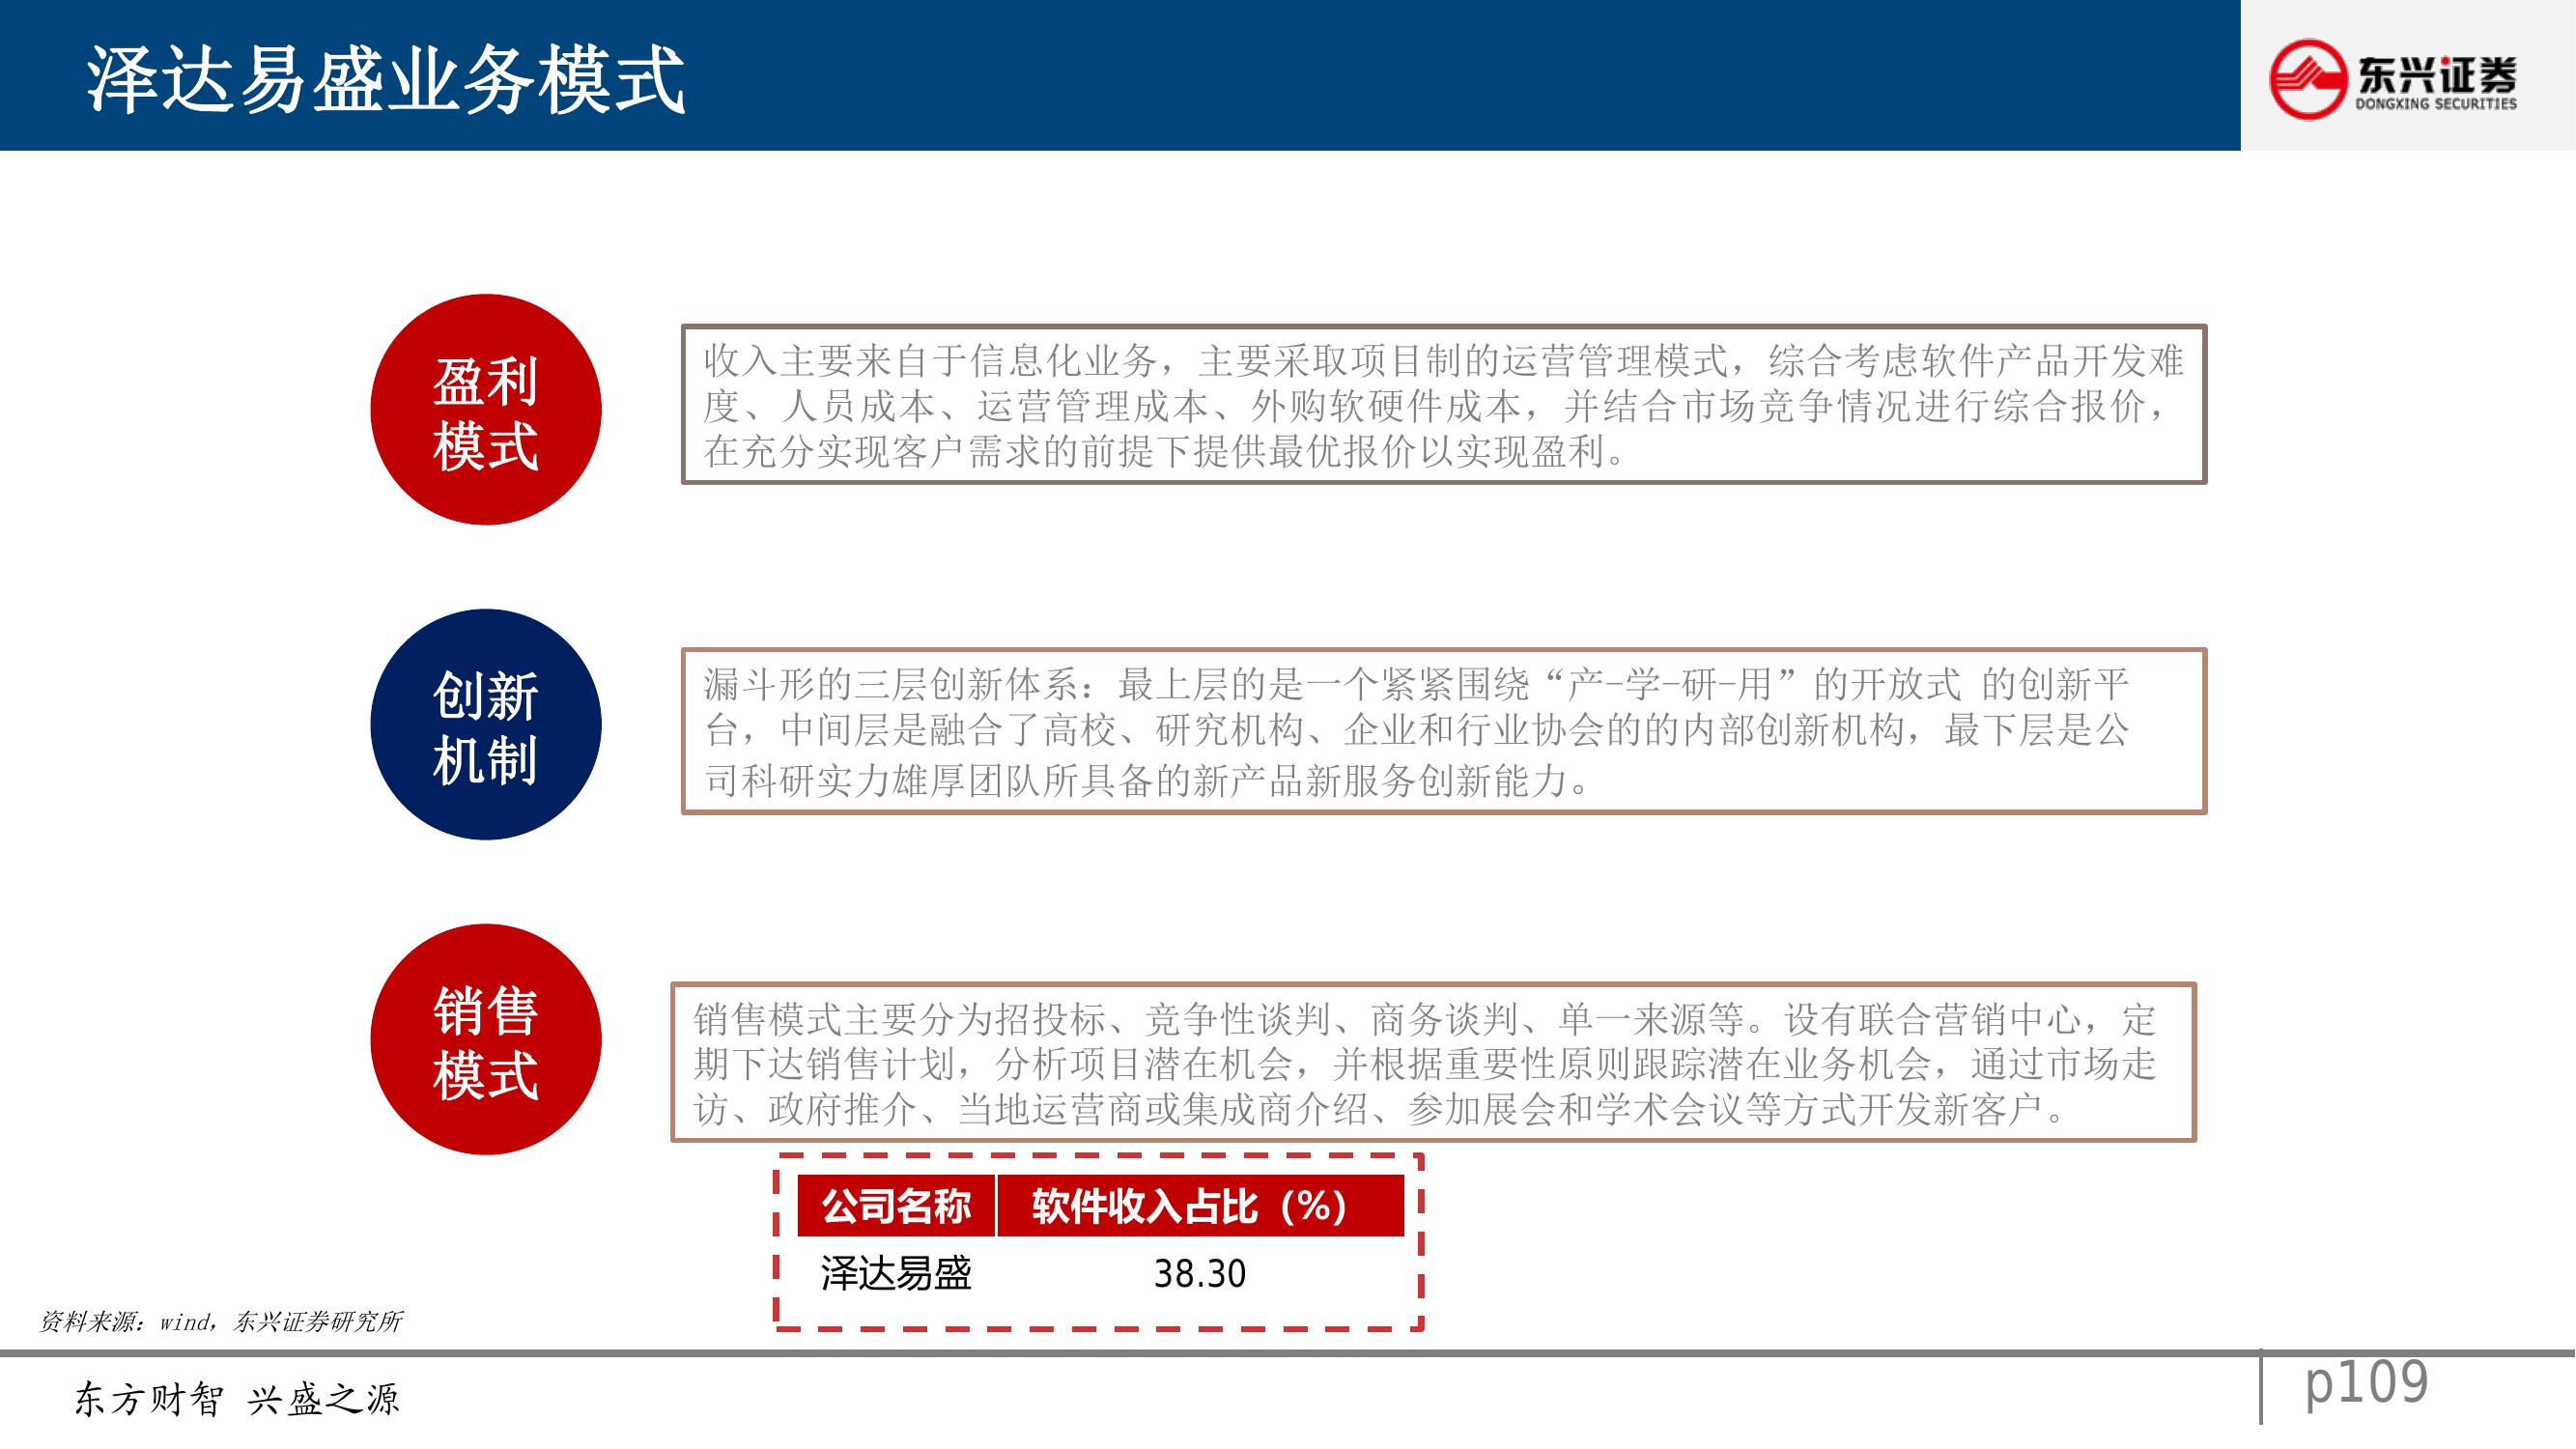 泽达易盛业务模式
东兴证券
DONGXING SECURITIES
盈利
模式
收入主要来自于信息化业务，主要采取项目制的运营管理模式，综合考虑软件产品开发难
度、人员成本、运营管理成本、外购软硬件成本，并结合市场竞争情况进行综合报价，
在充分实现客户需求的前提下提供最优报价以实现盈利。
创新
机制
漏斗形的三层创新体系：最上层的是一个紧紧围绕“产-学-研-用”的开放式 的创新平
台，中间层是融合了高校、研究机构、企业和行业协会的的内部创新机构，最下层是公
司科研实力雄厚团队所具备的新产品新服务创新能力。
销售
模式
销售模式主要分为招投标、竞争性谈判、商务谈判、单一来源等。设有联合营销中心，定
期下达销售计划，分析项目潜在机会，并根据重要性原则跟踪潜在业务机会，通过市场走
访、政府推介、当地运营商或集成商介绍、参加展会和学术会议等方式开发新客户。
公司名称 软件收入占比（%）
泽达易盛 38.30
资料来源：wind，东兴证券研究所
东方财智 兴盛之源
p109